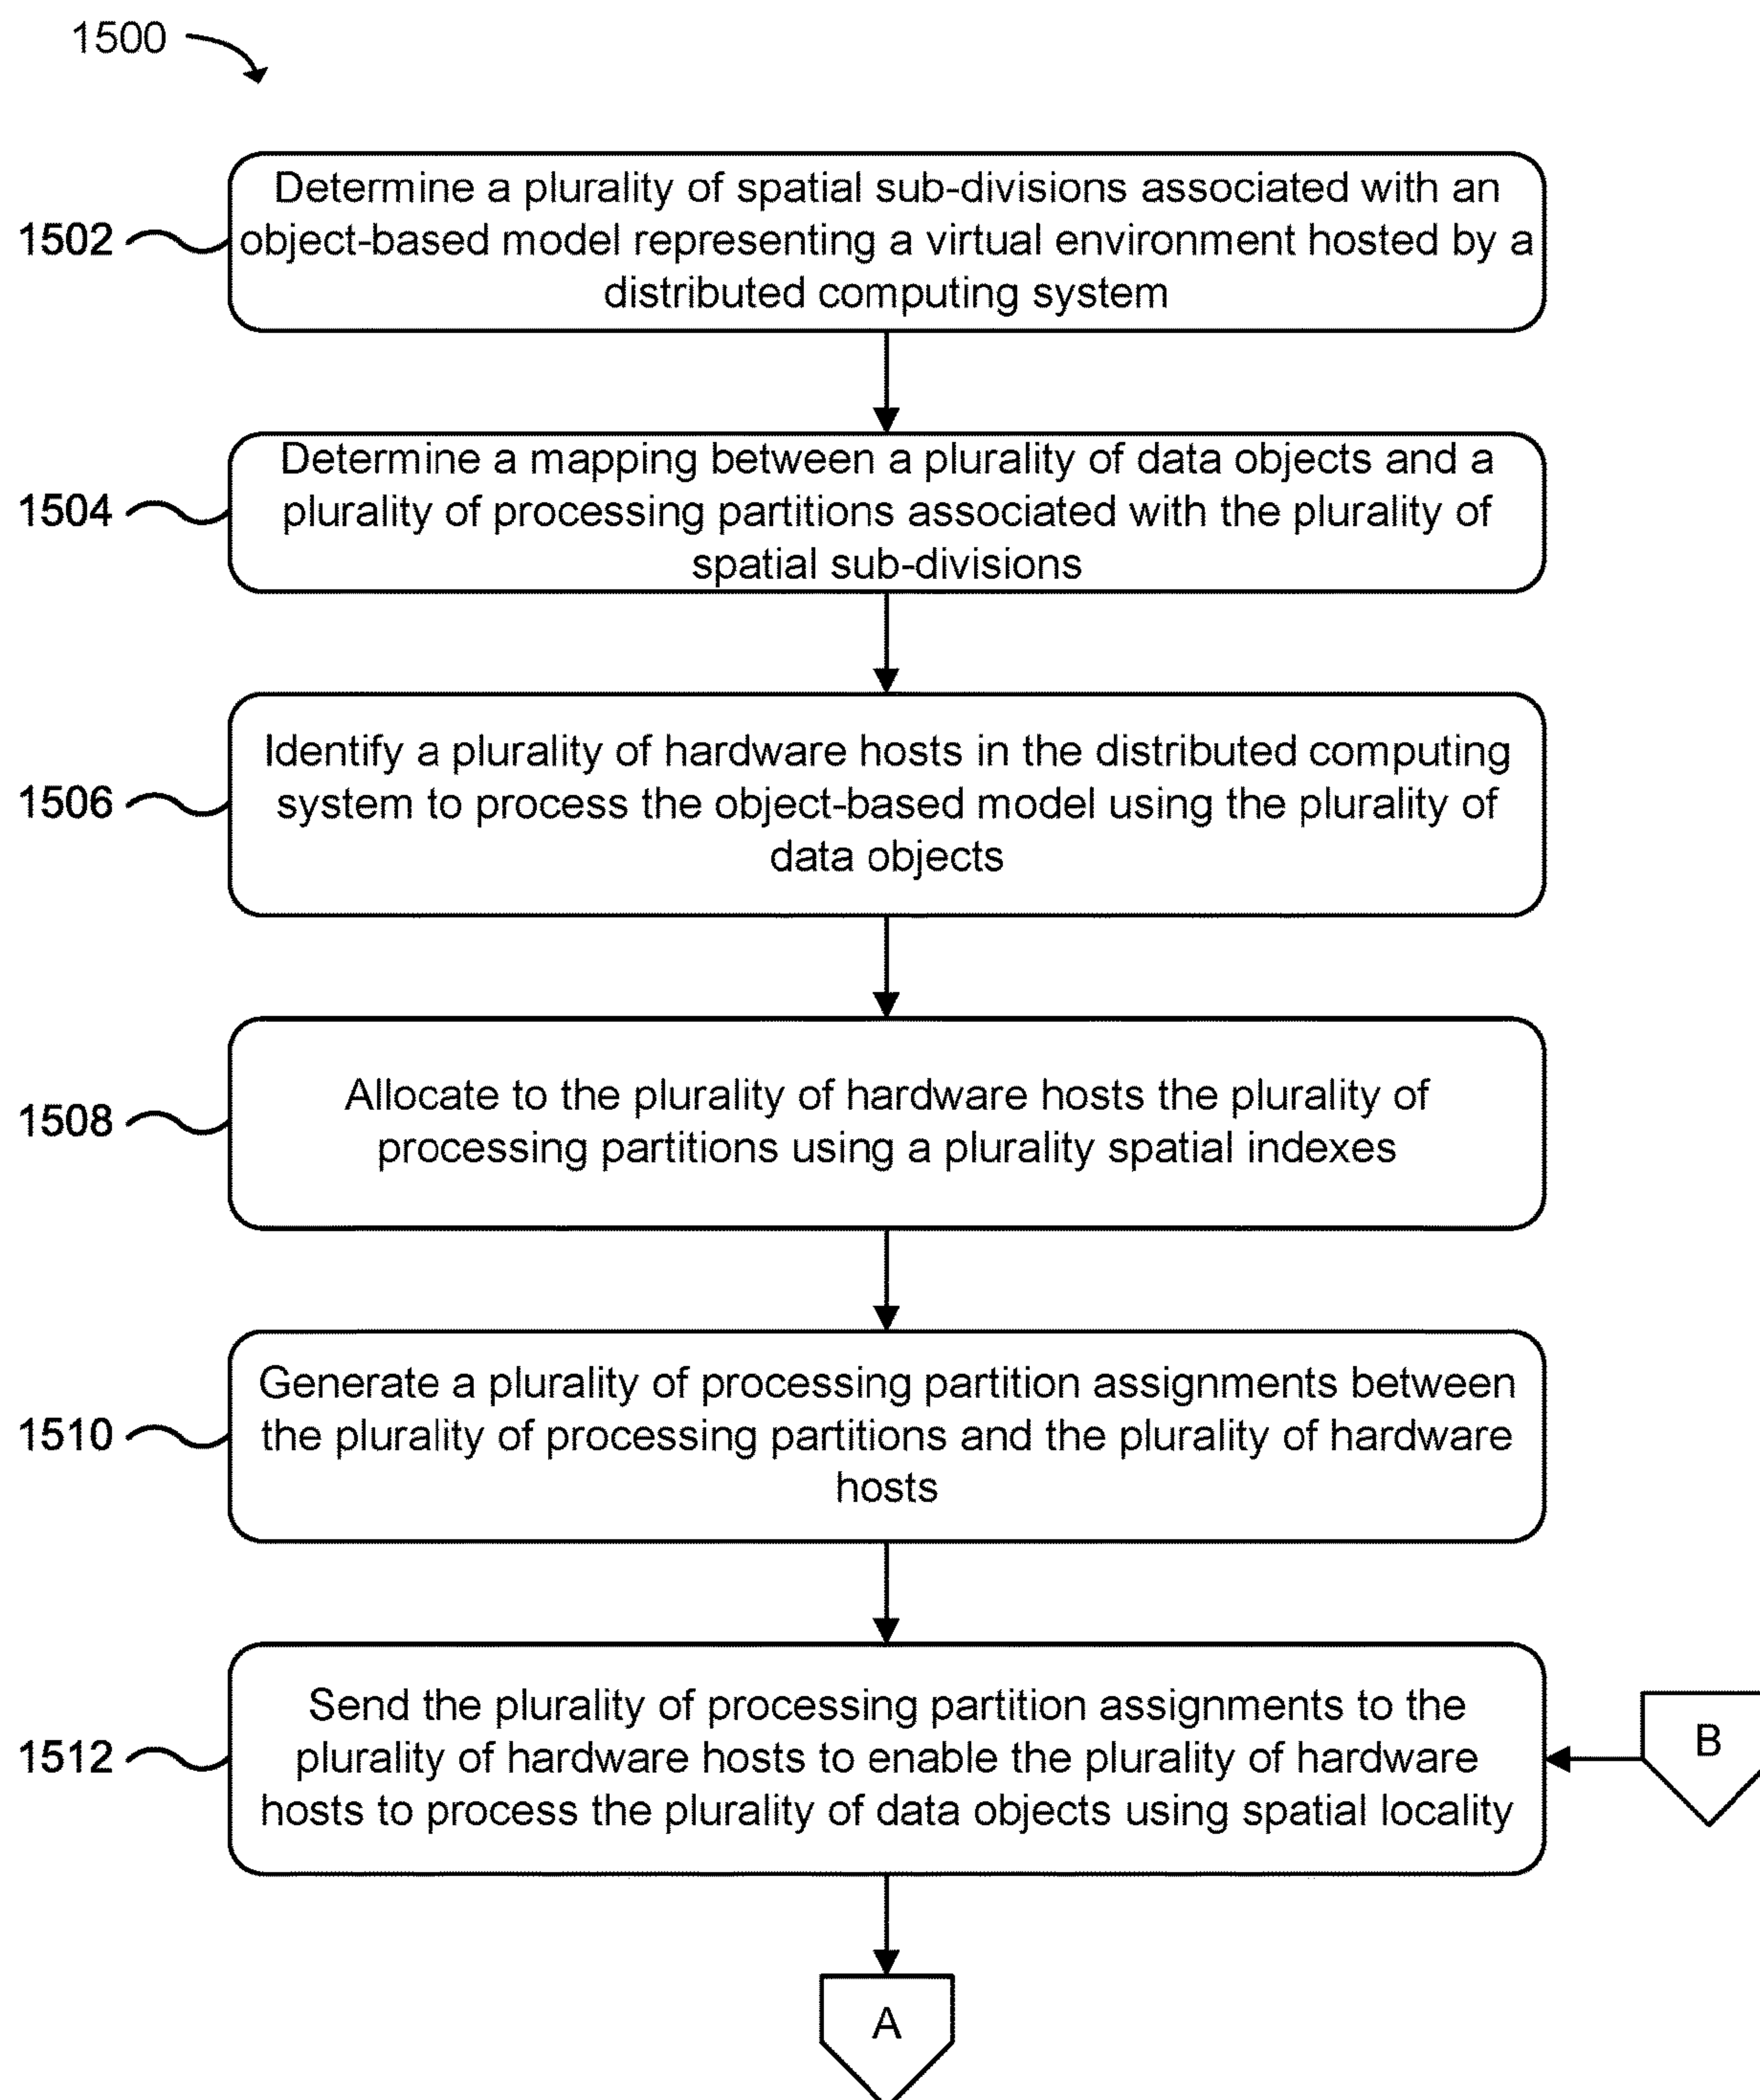 1500
Determine a plurality of spatial sub-divisions associated with an
1502
object-based model representing a virtual environment hosted by a
distributed computing system
Determine a mapping between a plurality of data objects and a
1504
plurality of processing partitions associated with the plurality of
spatial sub-divisions
Identify a plurality of hardware hosts in the distributed computing
1506
system to process the object-based model using the plurality of
data objects
Allocate to the plurality of hardware hosts the plurality of
1508
processing partitions using a plurality spatial indexes
Generate a plurality of processing partition assignments between
1510
the plurality of processing partitions and the plurality of hardware
hosts
Send the plurality of processing partition assignments to the
1512
plurality of hardware hosts to enable the plurality of hardware
hosts to process the plurality of data objects using spatial locality
B
A